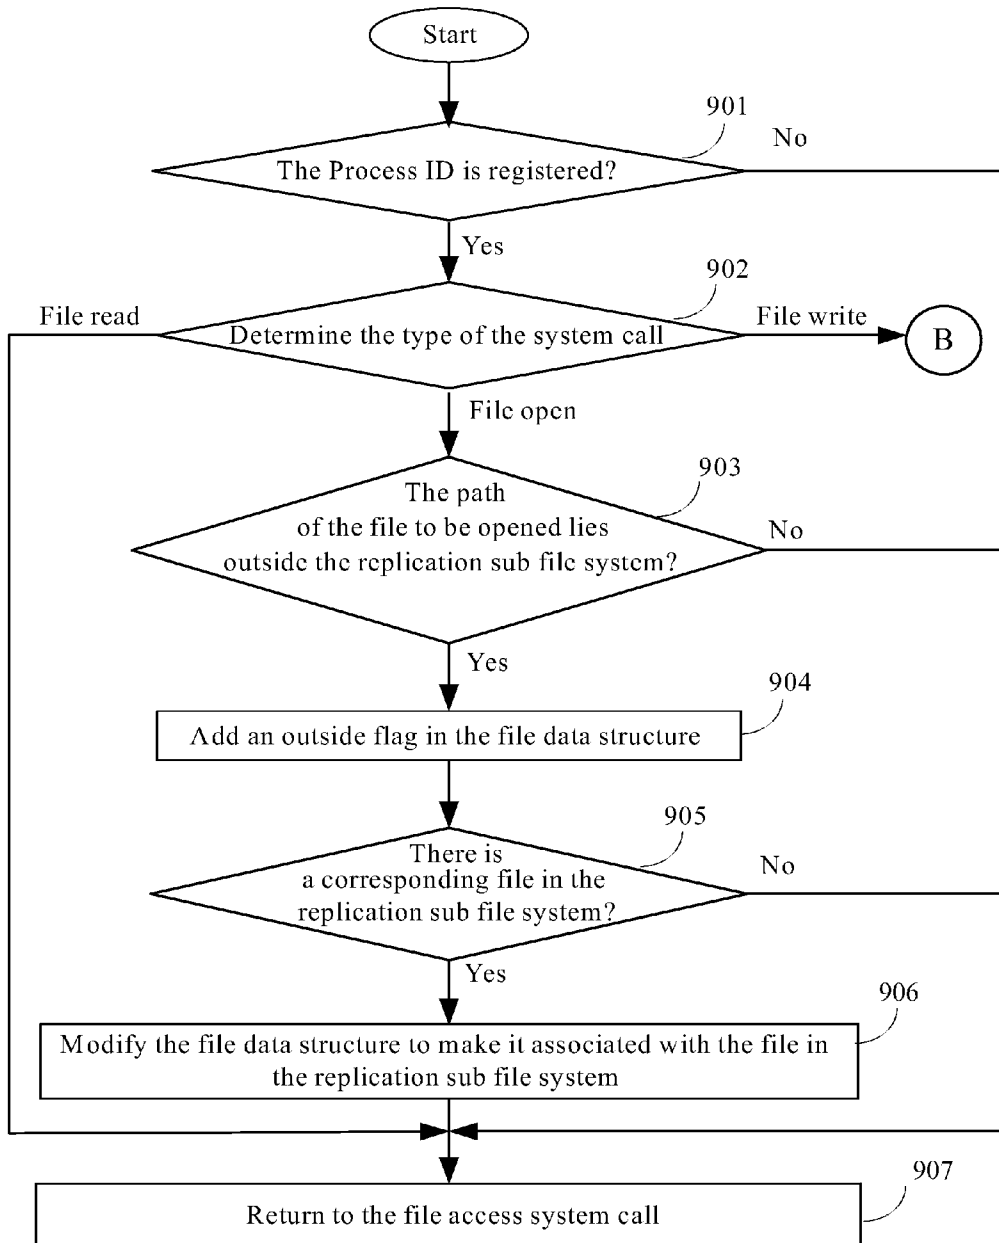 Start
901
No
The Process ID is registered?
Yes
902
File read
File write
Determine the type of the system call
B
File open
903
The path
of the file to be opened lies
outside the replication sub file system?
No
Yes
904
Add an outside flag in the file data structure
905
There is
a corresponding file in the
replication sub file system?
No
Yes
906
Modify the file data structure to make it associated with the file in
the replication sub file system
907
Return to the file access system call